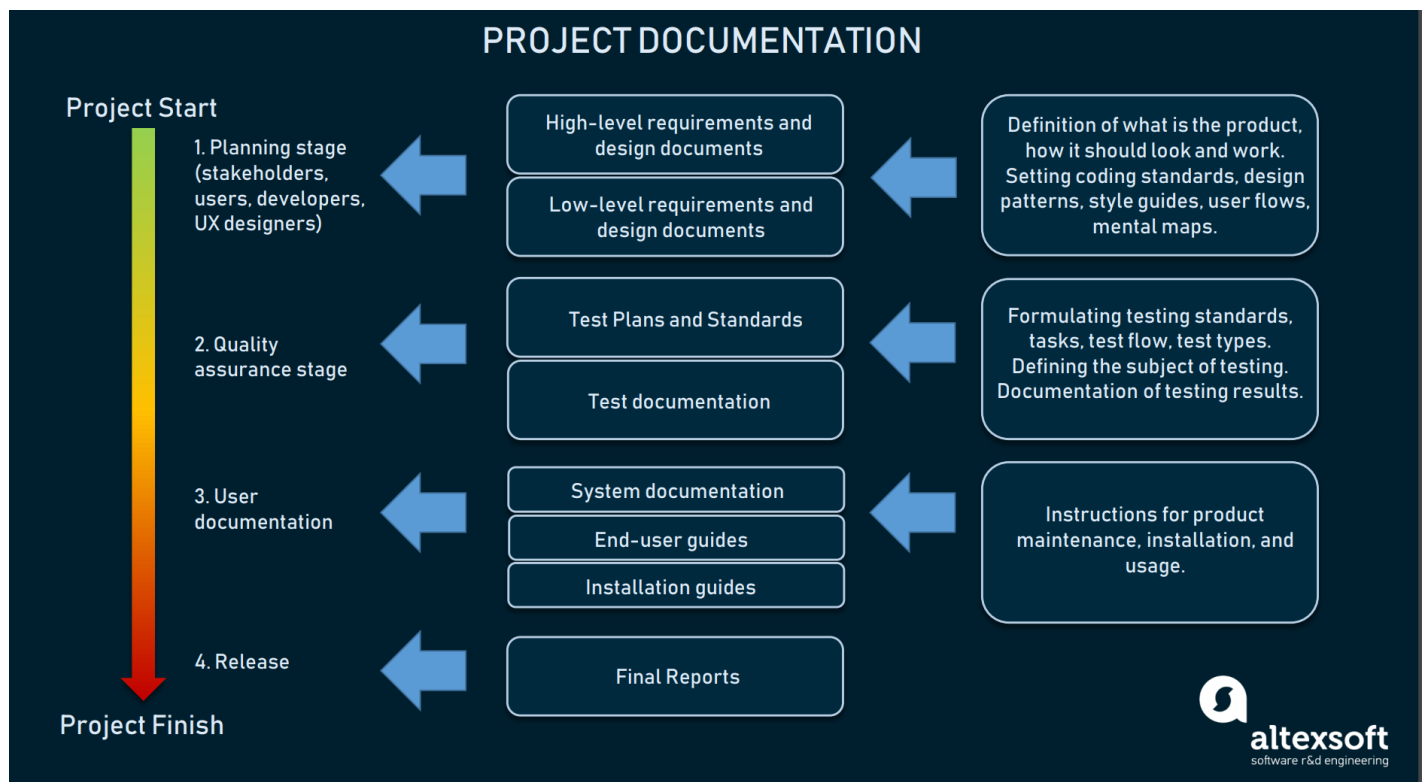 PROJECT DOCUMENTATION
Project Start
1. Planning stage
(stakeholders,
users, developers,
UX designers)
High-level requirements and
design documents
Low-level requirements and
design documents
Definition of what is the product,
how it should look and work.
Setting coding standards, design
patterns, style guides, user flows,
mental maps.
2. Quality
assurance stage
Test Plans and Standards
Test documentation
Formulating testing standards,
tasks, test flow, test types.
Defining the subject of testing.
Documentation of testing results.
3. User
documentation
System documentation
End-user guides
Installation guides
Instructions for product
maintenance, installation, and
usage.
4. Release
Final Reports
Project Finish
altexsoft
software r&d engineering